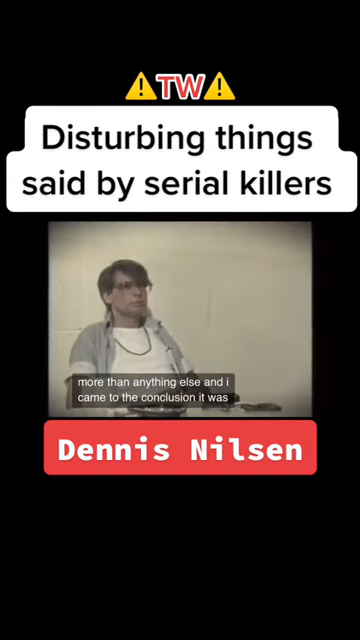 ⚠️TW⚠️
Disturbing things
said by serial killers
more than anything else and i
came to the conclusion it was
Dennis Nilsen